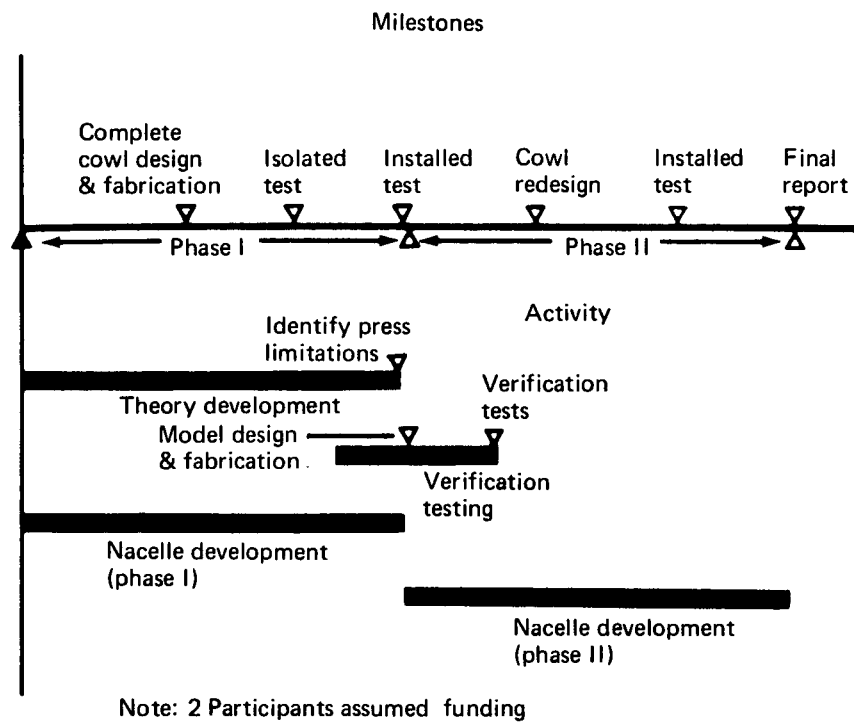 Milestones
Complete
cowl design
& fabrication
Isolated
test
Installed
test
Cowl
redesign
Installed
test
Final
report
Phase I
Phase II
Activity
Identify press
limitations
Theory development
Verification
tests
Model design
& fabrication
Verification
testing
Nacelle development
(phase I)
Nacelle development
(phase II)
Note: 2 Participants assumed funding